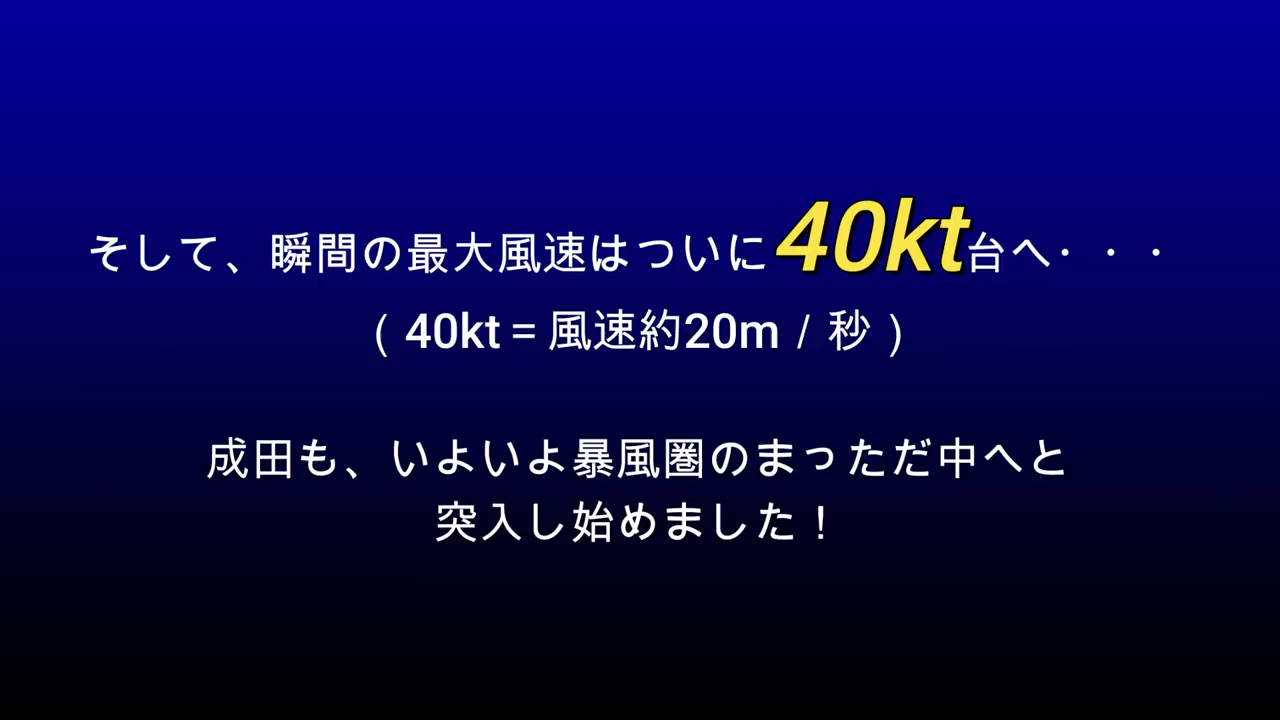 そして、瞬間の最大風速はついに40kt台へ・・・
（40kt＝風速約20m／秒）
成田も、いよいよ暴風圏のまっただ中へと
突入し始めました！